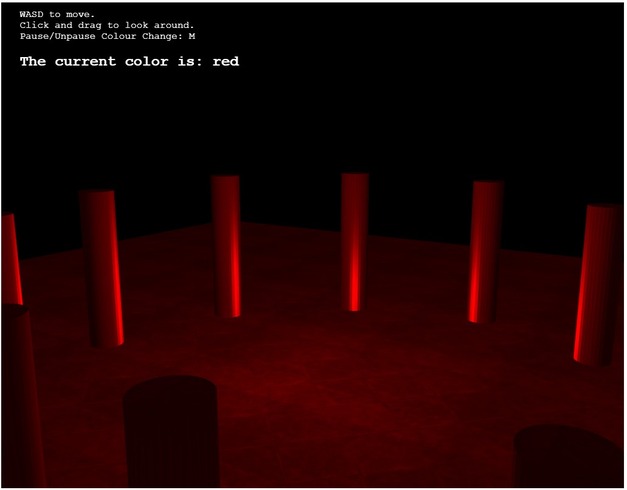 WASD to move.
Click and drag to look around.
Pause/Unpause Colour Change: M
The current color is: red